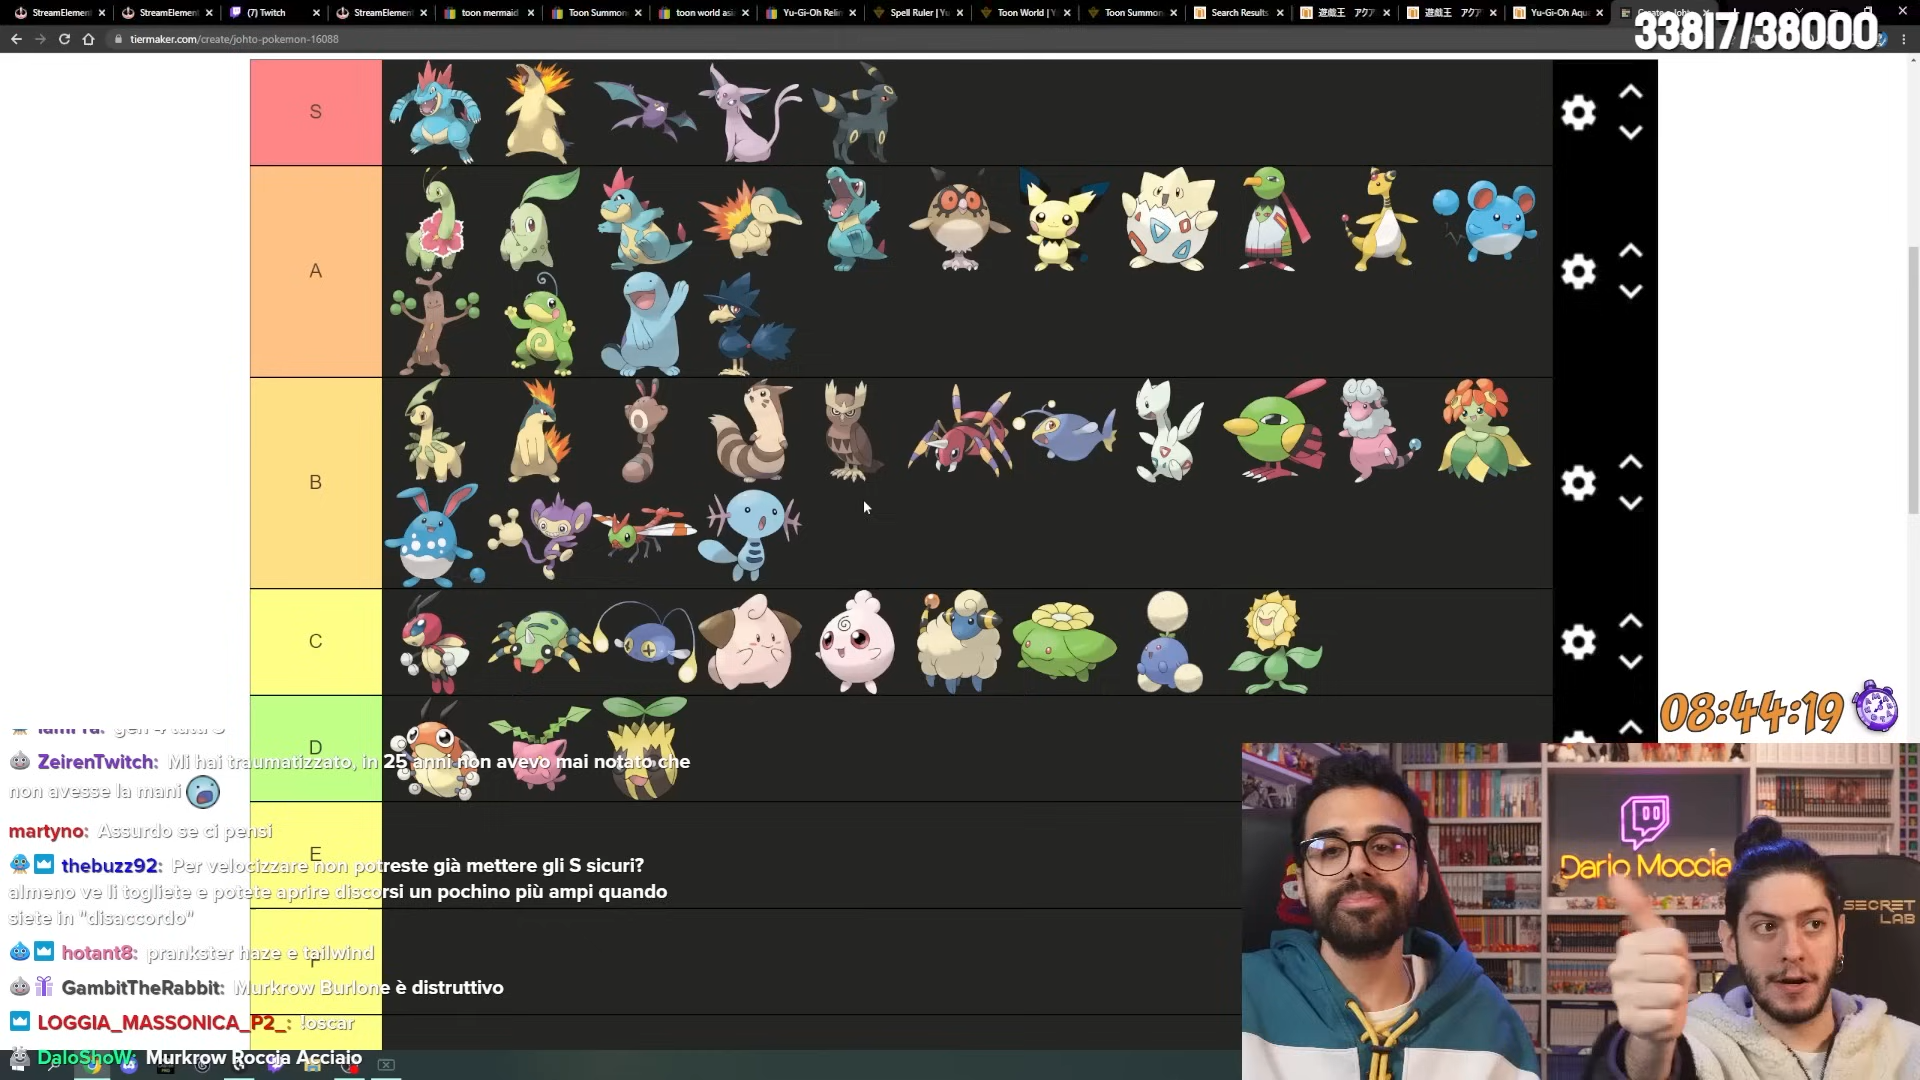 StreamElement
StreamElement
(7) Twitch
StreamElement
toon mermaid
Toon Summon
toon world asi
Yu-Gi-Oh Reli
Spell Ruler | Yu
Toon World | Y
Toon Summon
Search Results
遊戯王 アクア
遊戯王 アクア
Yu-Gi-Oh Aqu
tiermaker.com/create/johto-pokemon-16088
33817/38000
S
A
B
C
D
E
08:44:19
ZeirenTwitch: Mi hai traumatizzato, in 25 anni non avevo mai notato che
non avesse la mani
martyno: Assurdo se ci pensi
thebuzz92: Per velocizzare non potreste già mettere gli S sicuri?
almeno ve li togliete e potete aprire discorsi un pochino più ampi quando
siete in "disaccordo"
hotant8: prankster haze e tailwind
F
GambitTheRabbit: Murkrow Burlone è distruttivo
LOGGIA_MASSONICA_P2_: !oscar
DaloShoW: Murkrow Roccia Acciaio
Dario Moccia
SECRET
LAB